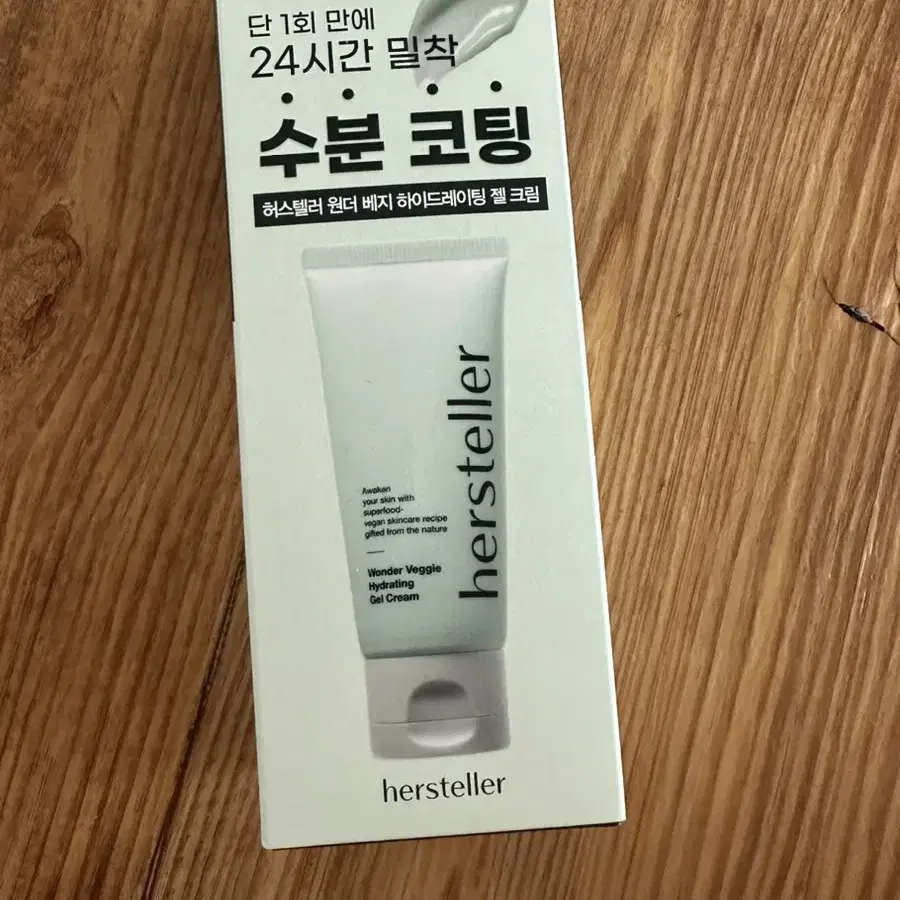 단 1회 만에
24시간 밀착
수분 코팅
허스텔러 원더 베지 하이드레이팅 젤 크림
hersteller
Awaken
your skin with
superfood-
vegan skincare recipe
gifted from the nature
Wonder Veggie
Hydrating
Gel Cream
hersteller